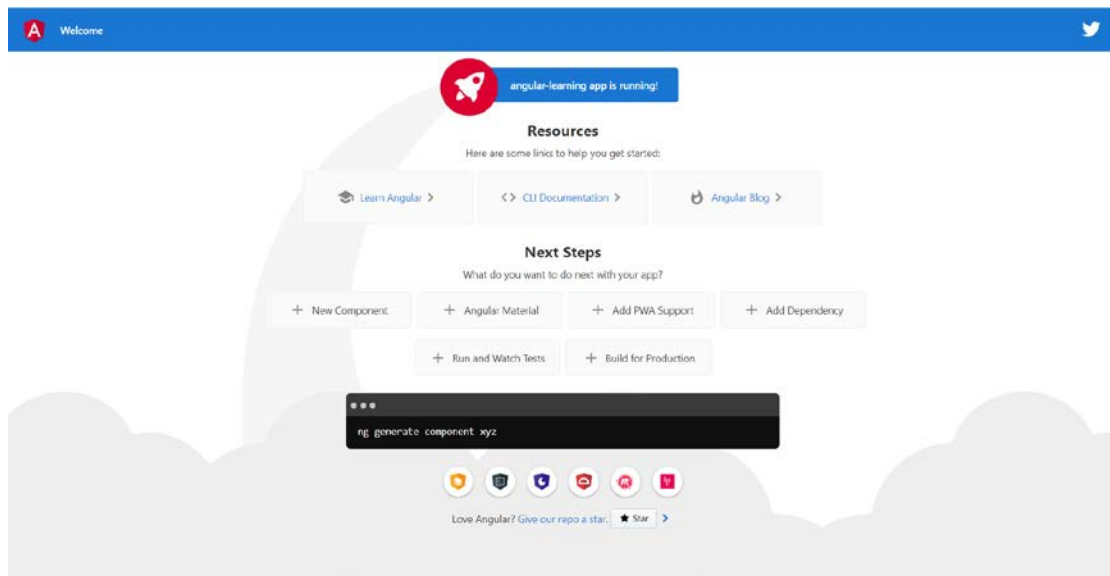 Welcome
angular-learning app is running!
Resources
Here are some links to help you get started:
Learn Angular
CLI Documentation
Angular Blog
Next Steps
What do you want to do next with your app?
New Component
Angular Material
Add PWA Support
Add Dependency
Run and Watch Tests
Build for Production
ng generate component xyz
Love Angular? Give our repo a star. Star